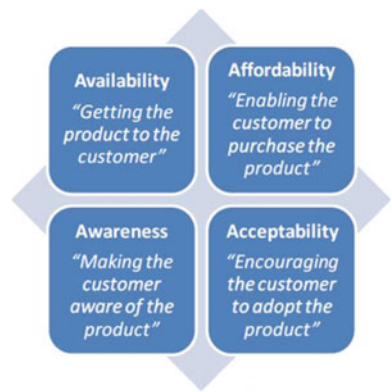 Availability
“Getting the
product to the
customer”
Affordability
“Enabling the
customer to
purchase the
product”
Awareness
“Making the
customer
aware of the
product”
Acceptability
“Encouraging
the customer
to adopt the
product”